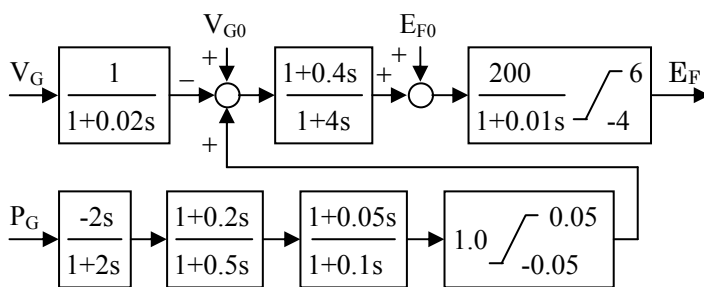 V_G0
E_F0
V_G
1
1+0.02s
−
+
+
1+0.4s
1+4s
+
+
200
1+0.01s
6
-4
E_F
P_G
-2s
1+2s
1+0.2s
1+0.5s
1+0.05s
1+0.1s
1.0
0.05
-0.05